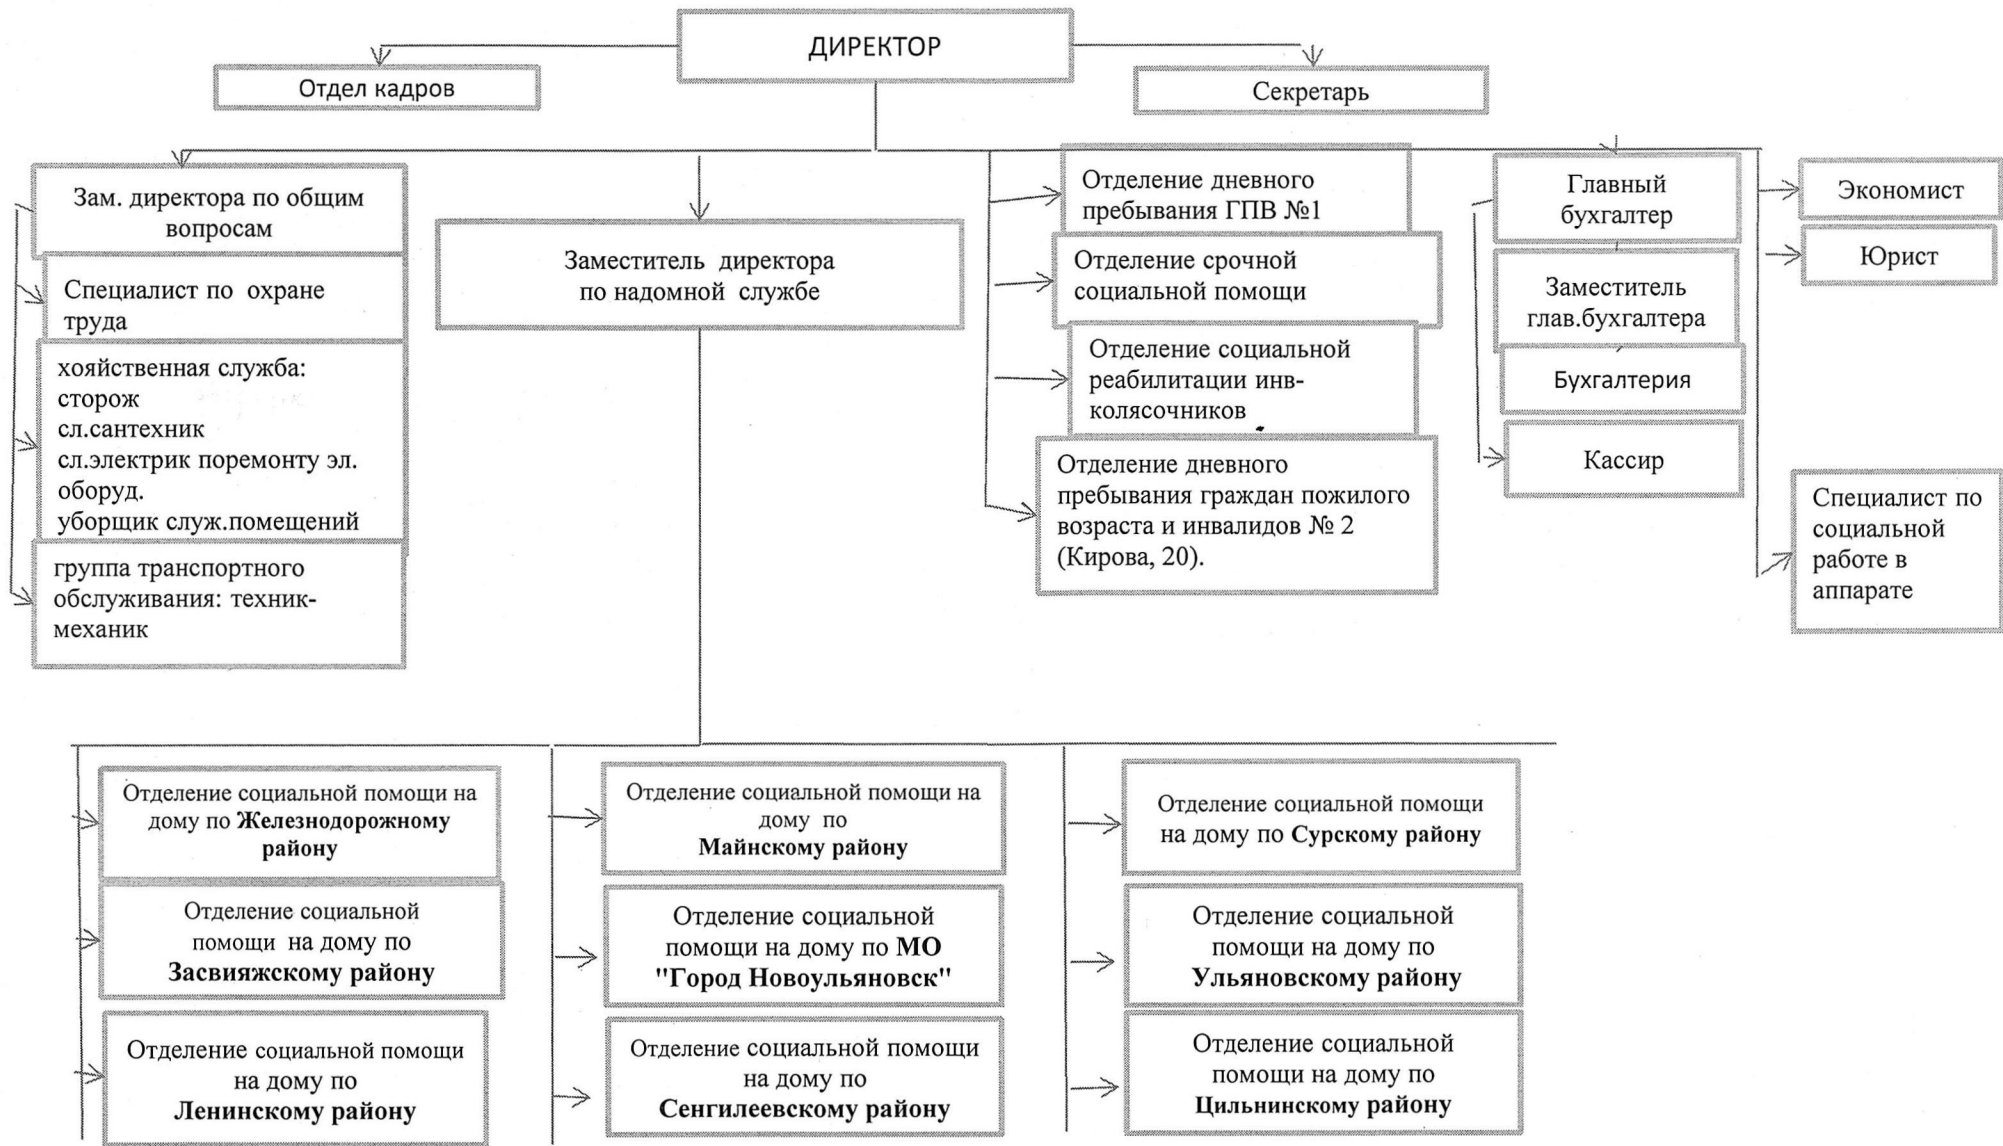 ДИРЕКТОР
Отдел кадров
Секретарь
Зам. директора по общим
вопросам
Специалист по охране
труда
хояйственная служба:
сторож
сл.сантехник
сл.электрик поремонту эл.
оборуд.
уборщик служ.помещений
группа транспортного
обслуживания: техник-
механик
Заместитель директора
по надомной службе
Отделение дневного
пребывания ГПВ №1
Отделение срочной
социальной помощи
Отделение социальной
реабилитации инв-
колясочников
Отделение дневного
пребывания граждан пожилого
возраста и инвалидов № 2
(Кирова, 20).
Главный
бухгалтер
Заместитель
глав.бухгалтера
Бухгалтерия
Кассир
Экономист
Юрист
Специалист по
социальной
работе в
аппарате
Отделение социальной помощи на
дому по Железнодорожному
району
Отделение социальной
помощи на дому по
Засвияжскому району
Отделение социальной помощи
на дому по
Ленинскому району
Отделение социальной помощи на
дому по
Майнскому району
Отделение социальной
помощи на дому по МО
"Город Новоульяновск"
Отделение социальной помощи
на дому по
Сенгилеевскому району
Отделение социальной помощи
на дому по Сурскому району
Отделение социальной
помощи на дому по
Ульяновскому району
Отделение социальной
помощи на дому по
Цильнинскому району